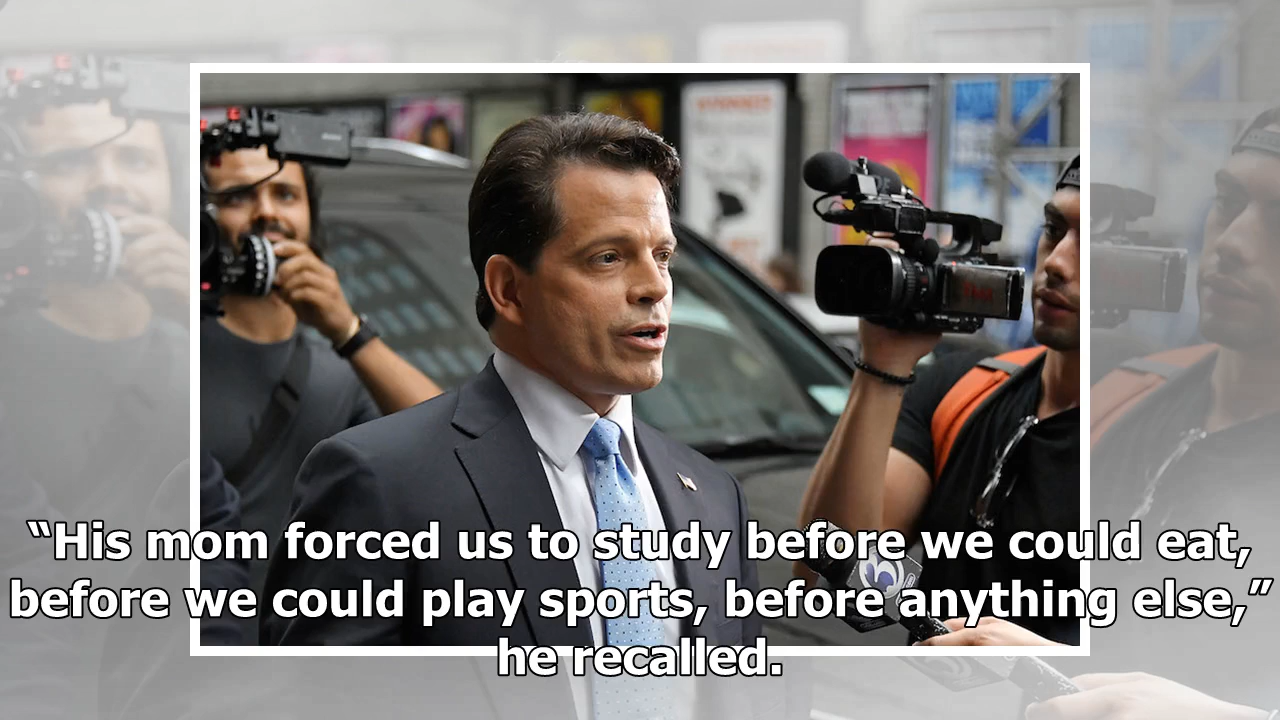 “His mom forced us to study before we could eat,
before we could play sports, before anything else,”
he recalled.